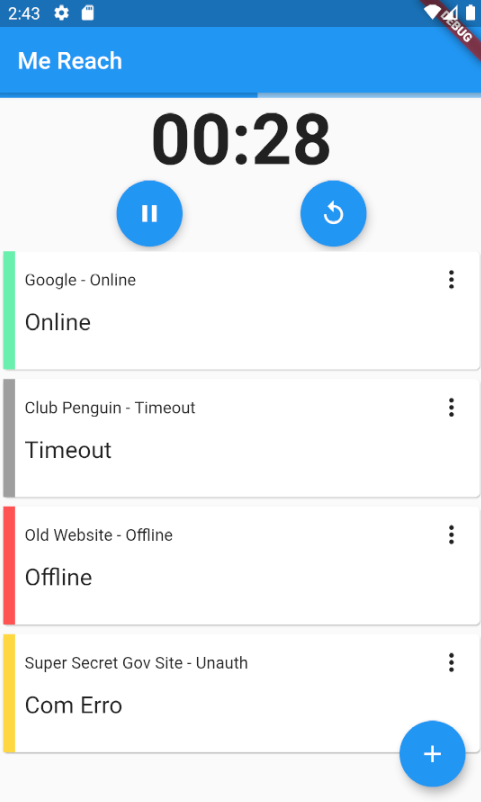 2:43
DEBUG
Me Reach
00:28
Google - Online
Online
Club Penguin - Timeout
Timeout
Old Website - Offline
Offline
Super Secret Gov Site - Unauth
Com Erro